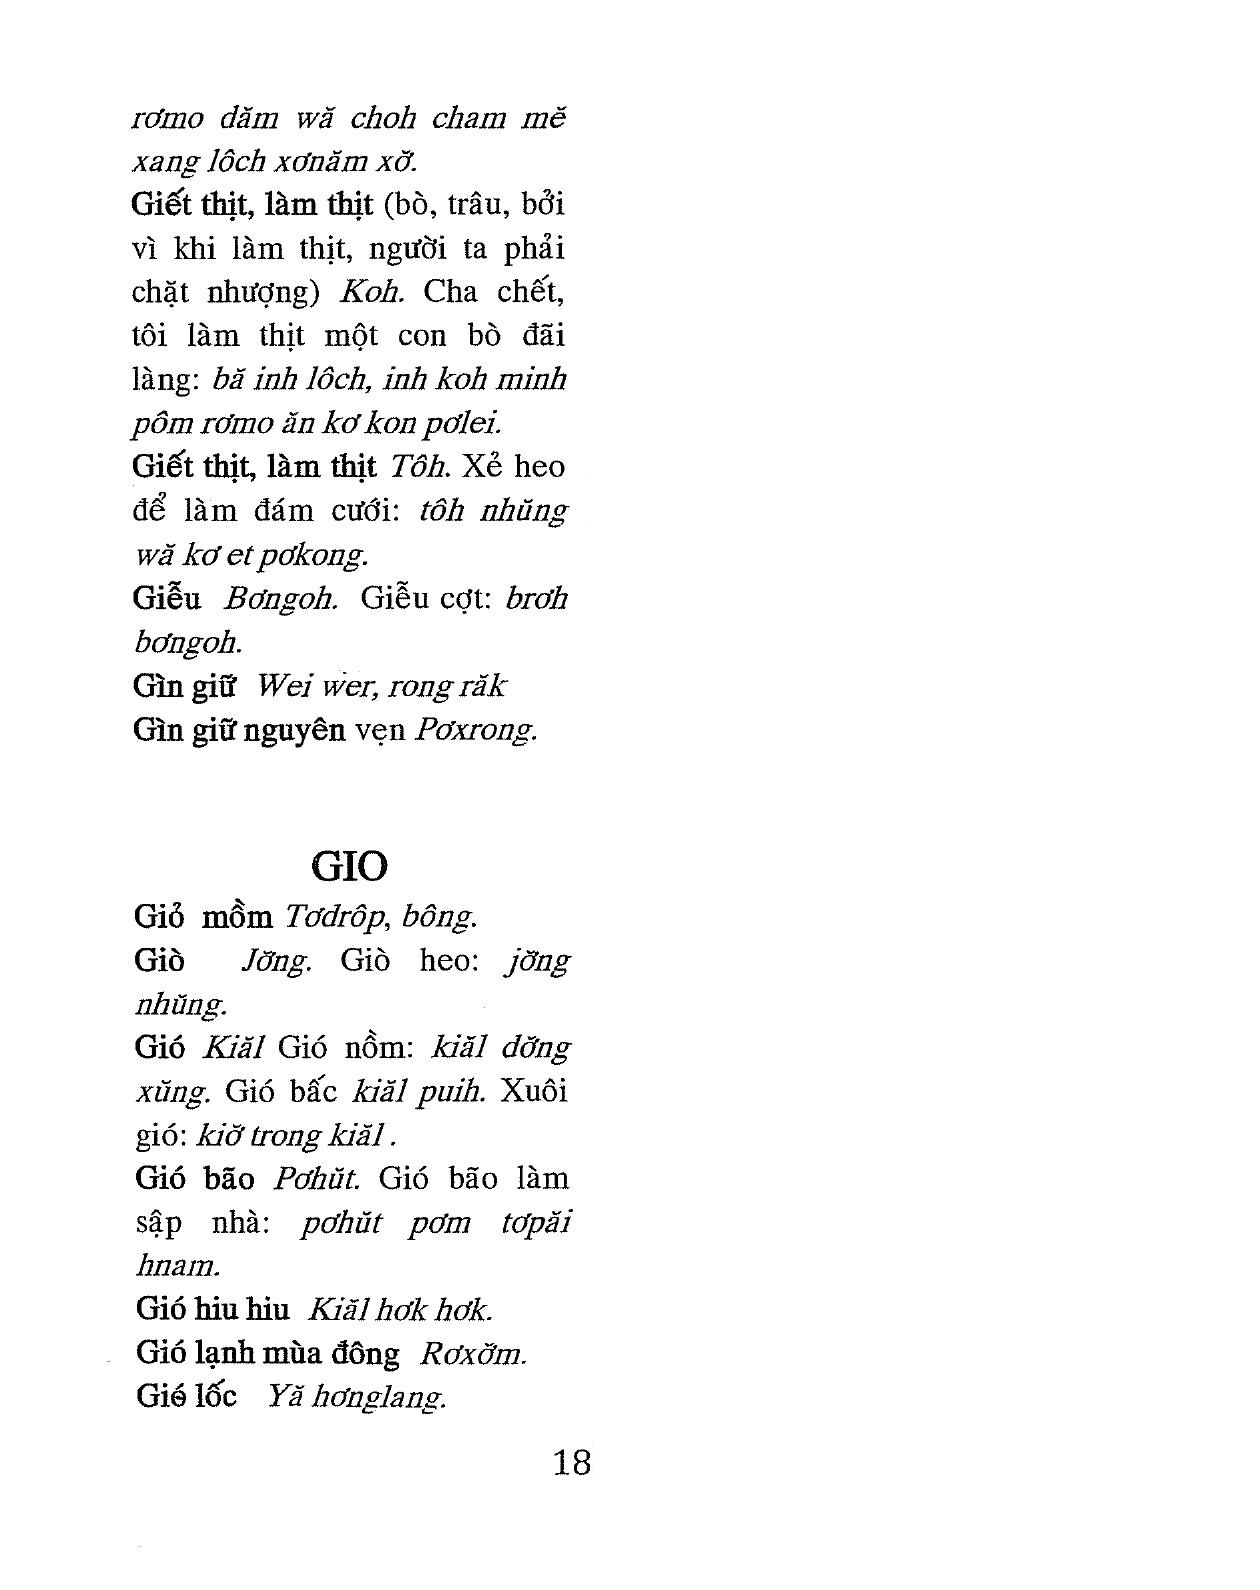 rơmo dăm wă choh cham mĕ
xang lôch xơnăm xơ̆.
Giết thịt, làm thịt (bò, trâu, bởi
vì khi làm thịt, người ta phải
chặt nhượng) Koh. Cha chết,
tôi làm thịt một con bò đãi
làng: bă inh lôch, inh koh minh
pôm rơmo ăn kơ kon pơlei.
Giết thịt, làm thịt Tôh. Xẻ heo
để làm đám cưới: tôh nhŭng
wă kơ et pơkong.
Giễu Bơngoh. Giễu cợt: brơh
bơngoh.
Gìn giữ Wei wer, rong răk
Gìn giữ nguyên vẹn Pơxrong.
GIO
Giỏ mồm Tơdrôp, bông.
Giò Jơ̆ng. Giò heo: jơ̆ng
nhŭng.
Gió Kiăl Gió nồm: kiăl dơ̆ng
xŭng. Gió bấc kiăl puih. Xuôi
gió: kiơ̆ trong kiăl .
Gió bão Pơhŭt. Gió bão làm
sập nhà: pơhŭt pơm tơpăi
hnam.
Gió hiu hiu Kiăl hơk hơk.
Gió lạnh mùa đông Rơxơ̆m.
Gió lốc Yă hơnglang.
18